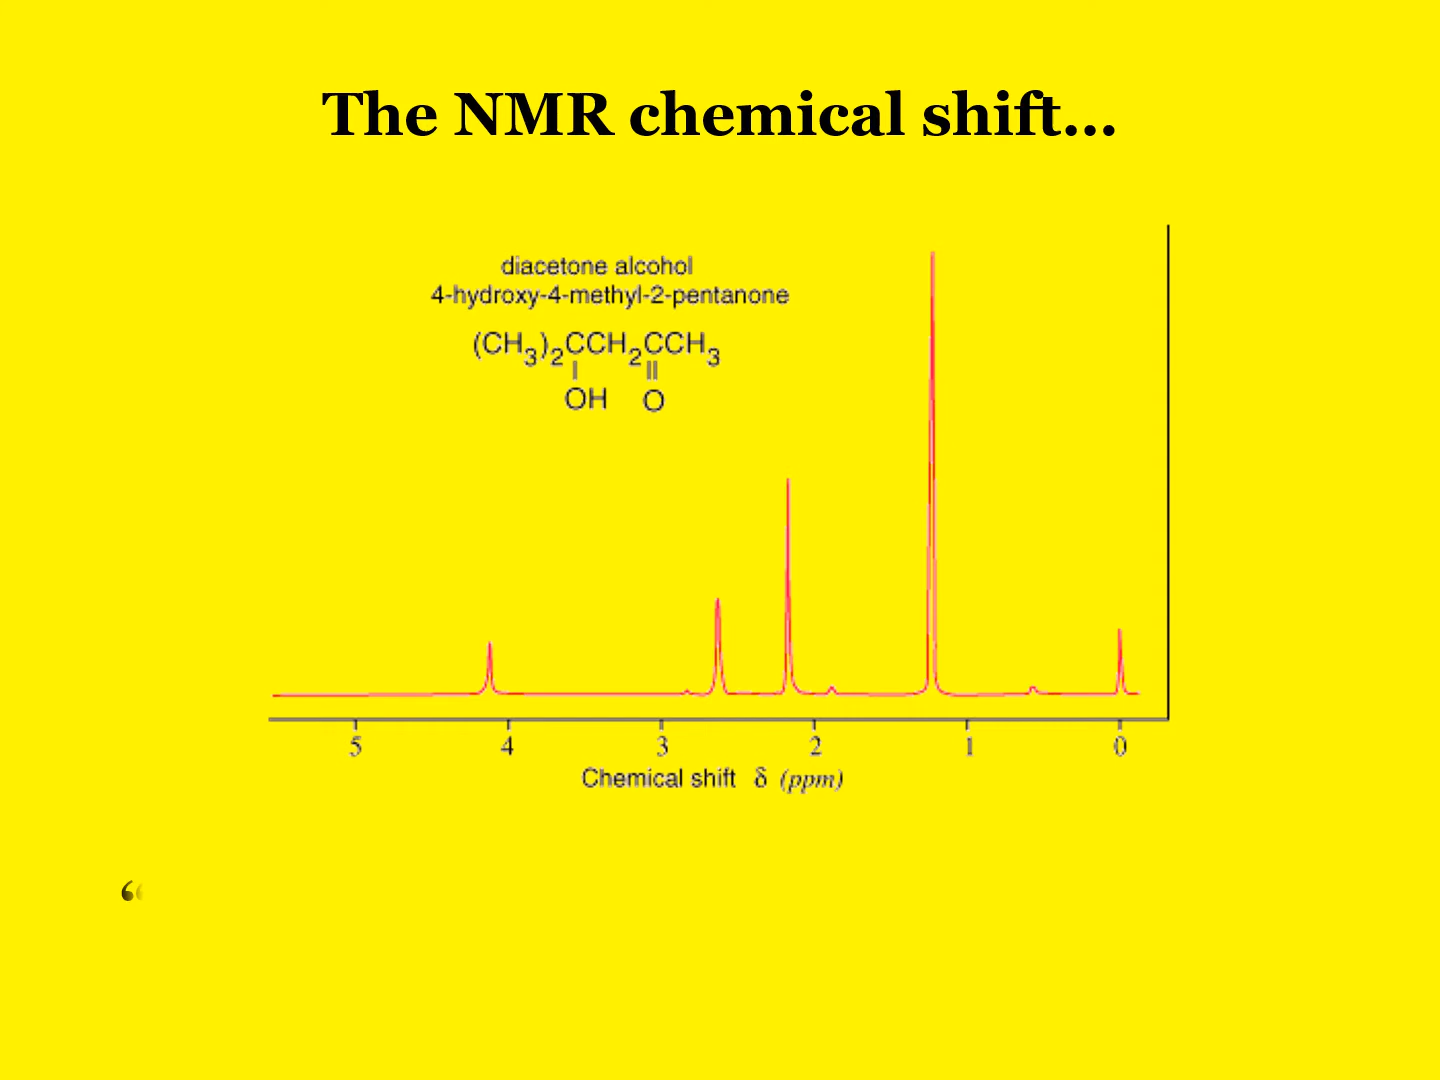 The NMR chemical shift...
diacetone alcohol
4-hydroxy-4-methyl-2-pentanone
(CH3)2CCH2CCH3
OH O
5 4 3 2 1 0
Chemical shift δ (ppm)
“